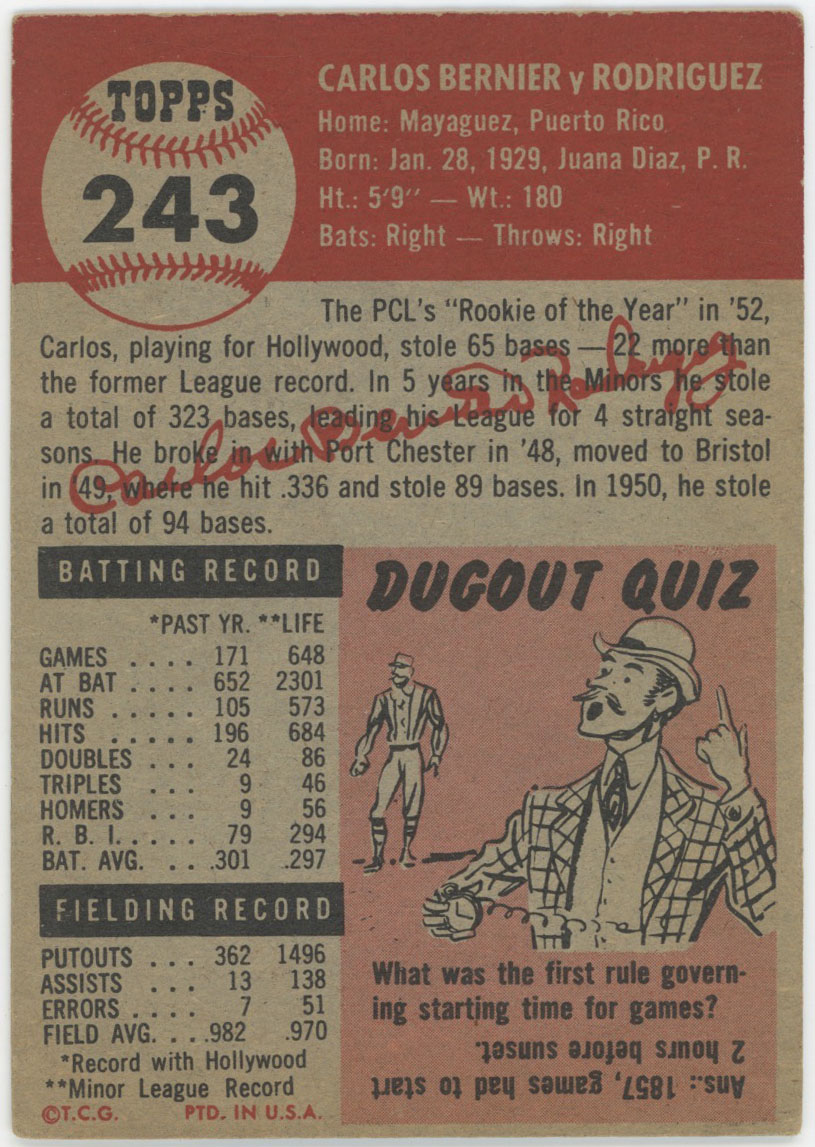 TOPPS
243
CARLOS BERNIER y RODRIGUEZ
Home: Mayaguez, Puerto Rico
Born: Jan. 28, 1929, Juana Diaz, P. R.
Ht.: 5'9" — Wt.: 180
Bats: Right — Throws: Right
The PCL's "Rookie of the Year" in '52,
Carlos, playing for Hollywood, stole 65 bases — 22 more than
the former League record. In 5 years in the Minors he stole
a total of 323 bases, leading his League for 4 straight sea-
sons. He broke in with Port Chester in '48, moved to Bristol
in '49, where he hit .336 and stole 89 bases. In 1950, he stole
a total of 94 bases.
Carlos Bernier Rodriguez
BATTING RECORD
*PAST YR. **LIFE
GAMES .... 171 648
AT BAT .... 652 2301
RUNS ..... 105 573
HITS ..... 196 684
DOUBLES ... 24 86
TRIPLES ... 9 46
HOMERS ... 9 56
R. B. I. .... 79 294
BAT. AVG. ... .301 .297
FIELDING RECORD
PUTOUTS ... 362 1496
ASSISTS ... 13 138
ERRORS .... 7 51
FIELD AVG. ... .982 .970
*Record with Hollywood
**Minor League Record
©T.C.G. PTD. IN U.S.A.
DUGOUT QUIZ
What was the first rule govern-
ing starting time for games?
Ans.: 1857, games had to start
2 hours before sunset.